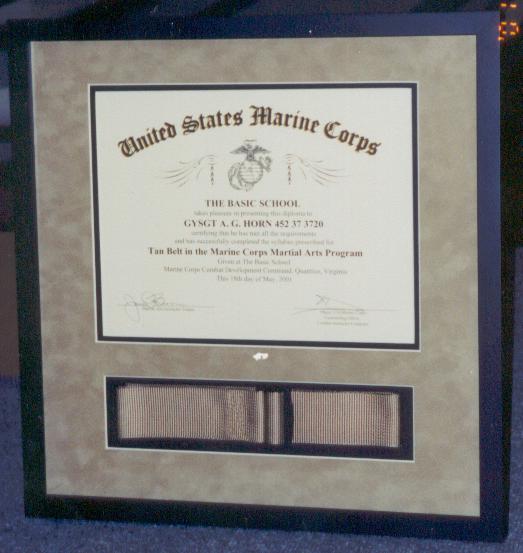 United States Marine Corps
THE BASIC SCHOOL
takes pleasure in presenting this diploma to
GYSGT A. G. HORN 452 37 3720
certifying that he has met all the requirements
and has successfully completed the syllabus prescribed for
Tan Belt in the Marine Corps Martial Arts Program
Given at The Basic School
Marine Corps Combat Development Command, Quantico, Virginia
This 18th day of May, 2001
Commanding Officer